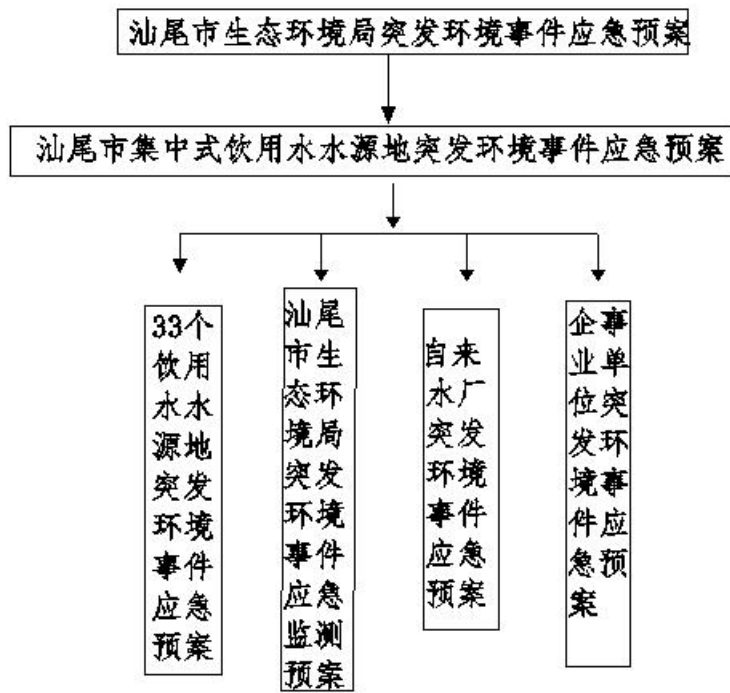 汕尾市生态环境局突发环境事件应急预案
汕尾市集中式饮用水水源地突发环境事件应急预案
33个
饮用
水水
源地
突发
环境
事件
应急
预案
汕尾
市生
态环
境局
突发
环境
事件
应急
监测
预案
自来
水厂
突发
环境
事件
应急
预案
企事
业单
位突
发环
境事
件应
急预
案